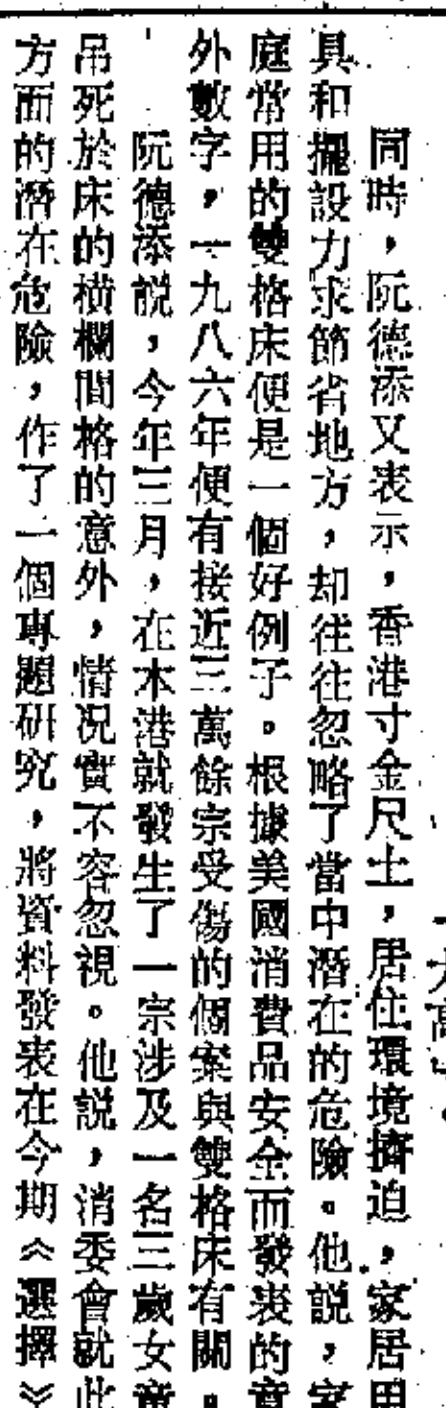 同時，阮德添又表示，香港寸金尺土，居住環境擠迫，家居用
具和擺設力求節省地方，却往往忽略了當中潛在的危險。他説，家
庭常用的雙格床便是一個好例子。根據美國消費品安全而發表的意
外數字，一九八六年便有接近三萬餘宗受傷的個案與雙格床有關。
阮德添説，今年三月，在本港就發生了一宗涉及一名三歲女童
吊死於床的橫欄間格的意外，情況實不容忽視。他説，消委會就此
方面的潛在危險，作了一個專題研究，將資料發表在今期《選擇》